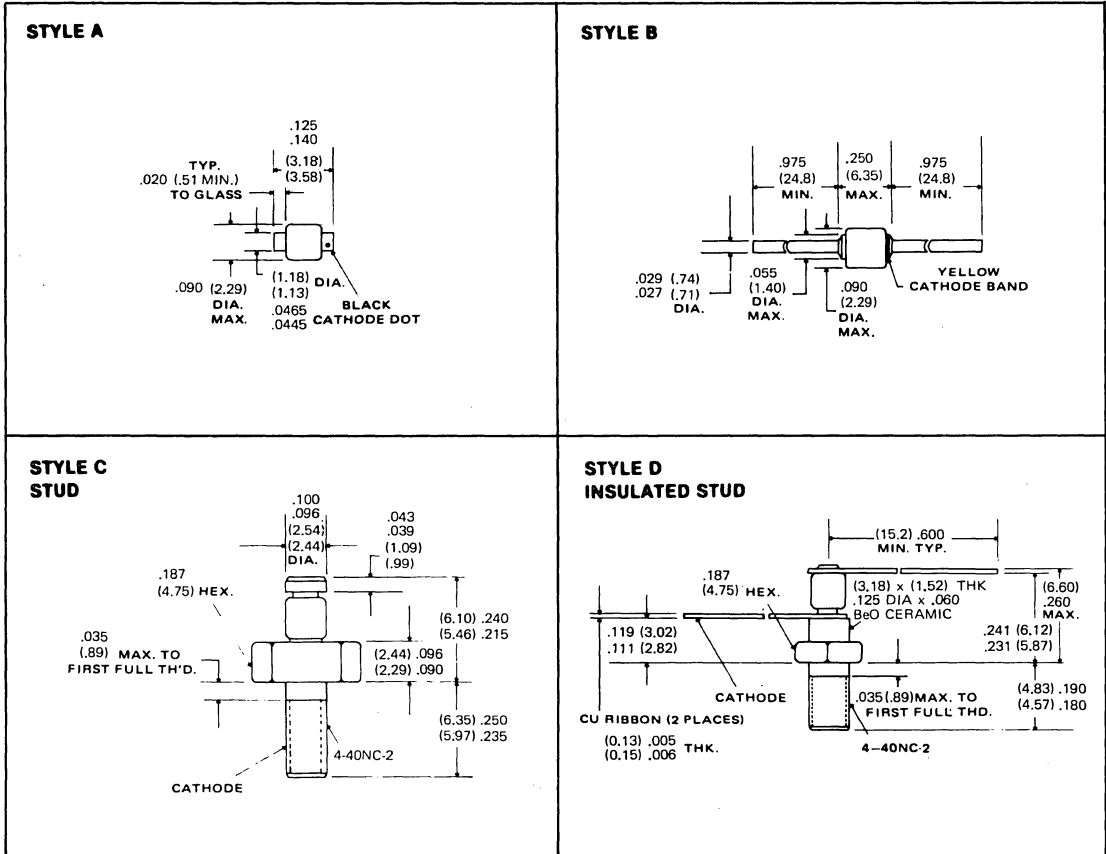 STYLE A
.125
.140
(3.18)
(3.58)
TYP.
.020 (.51 MIN.)
TO GLASS
.090 (2.29)
DIA.
MAX.
(1.18) DIA.
(1.13)
.0465
.0445
BLACK
CATHODE DOT
STYLE B
.975
(24.8)
MIN.
.250
(6.35)
MAX.
.975
(24.8)
MIN.
.029 (.74)
.027 (.71)
DIA.
.055
(1.40)
DIA.
MAX.
.090
(2.29)
DIA.
MAX.
YELLOW
CATHODE BAND
STYLE C
STUD
.100
.096
(2.54)
(2.44)
DIA.
.043
.039
(1.09)
(.99)
.187
(4.75) HEX.
.035
(.89) MAX. TO
FIRST FULL TH'D.
(6.10) .240
(5.46) .215
(2.44) .096
(2.29) .090
(6.35) .250
(5.97) .235
4-40NC-2
CATHODE
STYLE D
INSULATED STUD
(15.2) .600
MIN. TYP.
.187
(4.75) HEX.
(3.18) x (1.52) THK
.125 DIA x .060
BeO CERAMIC
(6.60)
.260
MAX.
.119 (3.02)
.111 (2.82)
.241 (6.12)
.231 (5.87)
CATHODE
.035(.89)MAX. TO
FIRST FULL THD.
(4.83) .190
(4.57) .180
CU RIBBON (2 PLACES)
(0.13) .005
(0.15) .006 THK.
4-40NC-2